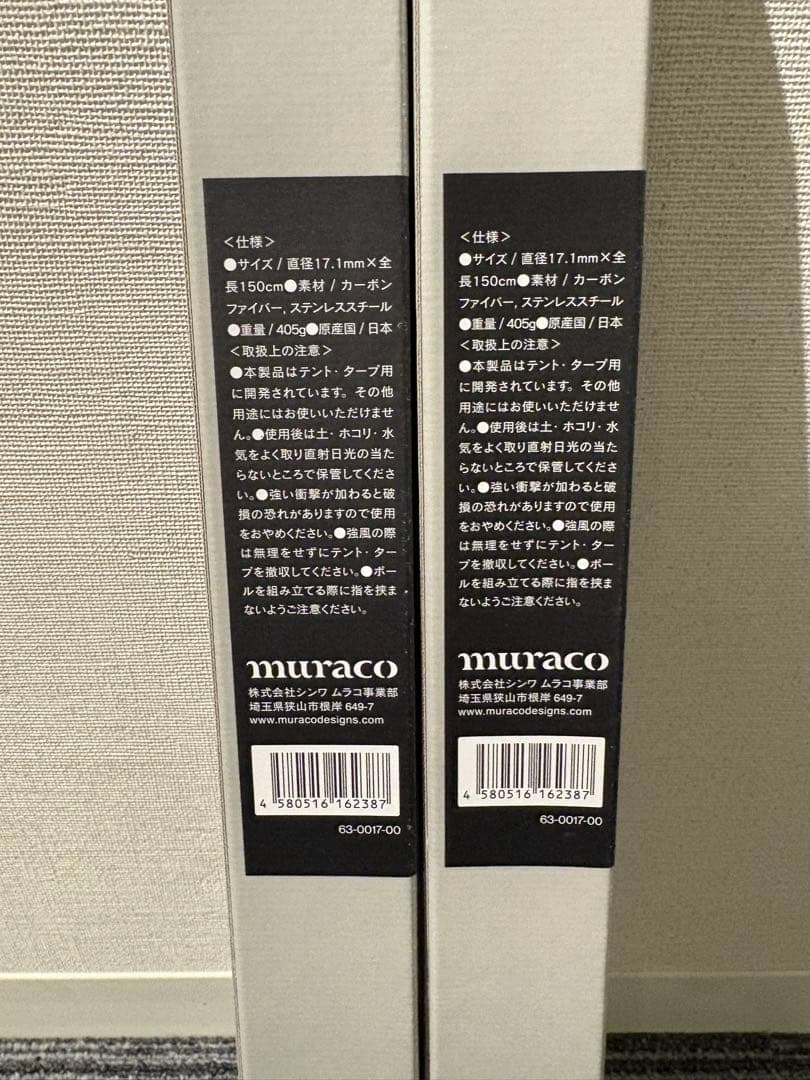 ＜仕様＞
●サイズ / 直径17.1mm×全
長150cm●素材 / カーボン
ファイバー, ステンレススチール
●重量 / 405g●原産国 / 日本
＜取扱上の注意＞
●本製品はテント・タープ用
に開発されています。その他
用途にはお使いいただけませ
ん。●使用後は土・ホコリ・水
気をよく取り直射日光の当た
らないところで保管してくださ
い。●強い衝撃が加わると破
損の恐れがありますので使用
をおやめください。●強風の際
は無理をせずにテント・ター
プを撤収してください。●ポー
ルを組み立てる際に指を挟ま
ないようご注意ください。
muraco
株式会社シンワ ムラコ事業部
埼玉県狭山市根岸 649-7
www.muracodesigns.com
4 580516 162387
63-0017-00
＜仕様＞
●サイズ / 直径17.1mm×全
長150cm●素材 / カーボン
ファイバー, ステンレススチール
●重量 / 405g●原産国 / 日本
＜取扱上の注意＞
●本製品はテント・タープ用
に開発されています。その他
用途にはお使いいただけませ
ん。●使用後は土・ホコリ・水
気をよく取り直射日光の当た
らないところで保管してくださ
い。●強い衝撃が加わると破
損の恐れがありますので使用
をおやめください。●強風の際
は無理をせずにテント・ター
プを撤収してください。●ポー
ルを組み立てる際に指を挟ま
ないようご注意ください。
muraco
株式会社シンワ ムラコ事業部
埼玉県狭山市根岸 649-7
www.muracodesigns.com
4 580516 162387
63-0017-00